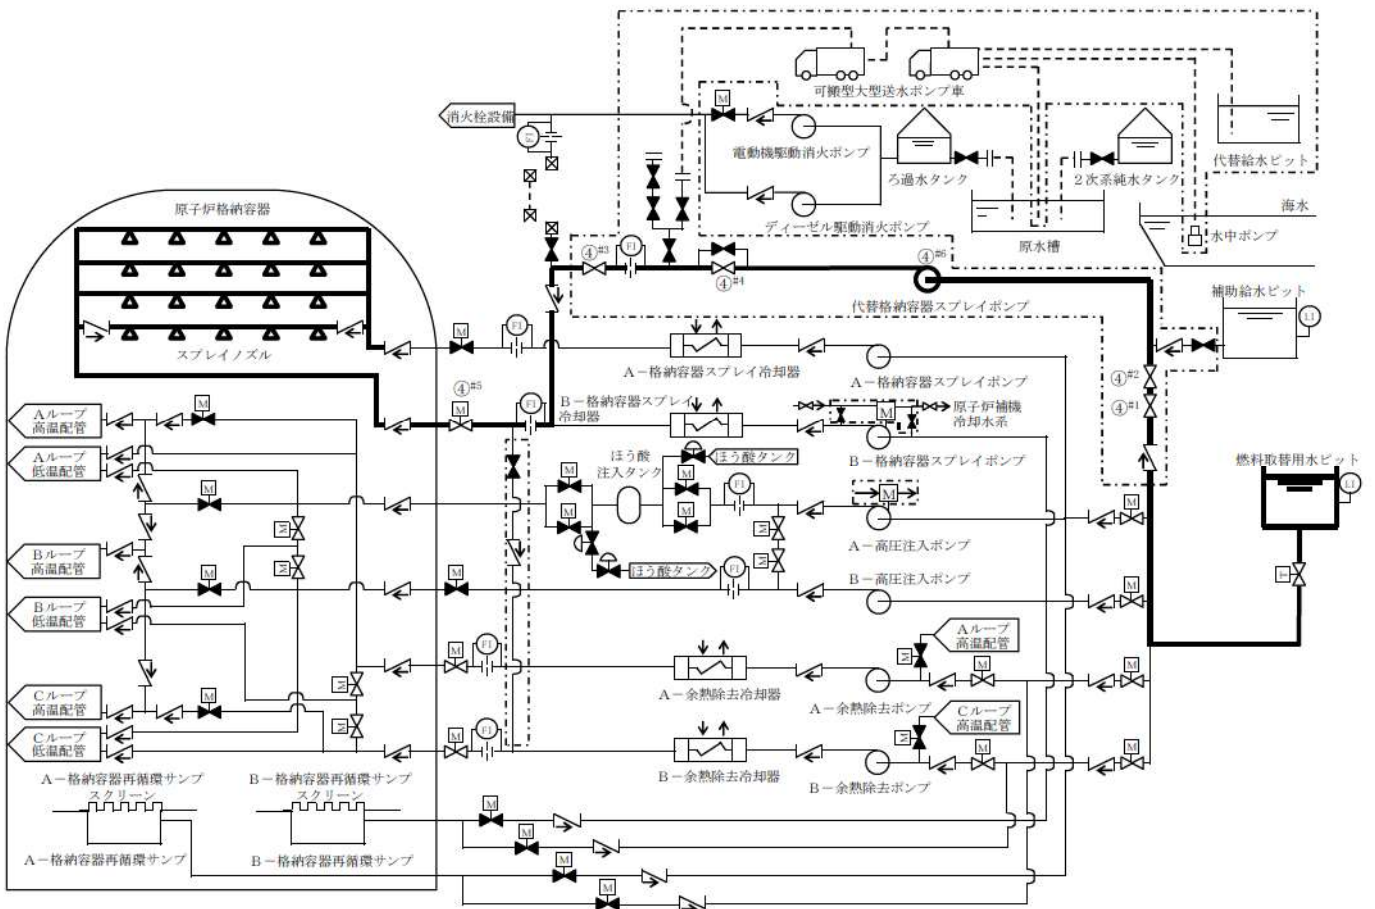 可搬型大型送水ポンプ車
消火栓設備
FI
M
電動機駆動消火ポンプ
ろ過水タンク
2次系純水タンク
代替給水ピット
ディーゼル駆動消火ポンプ
原水槽
海水
水中ポンプ
原子炉格納容器
④#3
FI
④#4
④#6
代替格納容器スプレイポンプ
補助給水ピット
LI
スプレイノズル
M
FI
A-格納容器スプレイ冷却器
A-格納容器スプレイポンプ
④#2
④#1
④#5
M
FI
B-格納容器スプレイ
冷却器
M
原子炉補機
冷却水系
B-格納容器スプレイポンプ
Aループ
高温配管
M
Aループ
低温配管
ほう酸
注入タンク
ほう酸タンク
燃料取替用水ピット
LI
M
M
M
M
M
FI
M
M
M
M
A-高圧注入ポンプ
Bループ
高温配管
M
M
M
ほう酸タンク
FI
M
M
B-高圧注入ポンプ
M
T
Bループ
低温配管
Aループ
高温配管
M
FI
A-余熱除去冷却器
M
M
M
A-余熱除去ポンプ
M
Cループ
高温配管
M
M
Cループ
高温配管
Cループ
低温配管
M
FI
B-余熱除去冷却器
M
M
M
B-余熱除去ポンプ
A-格納容器再循環サンプ
スクリーン
B-格納容器再循環サンプ
スクリーン
M
M
A-格納容器再循環サンプ
B-格納容器再循環サンプ
M
M